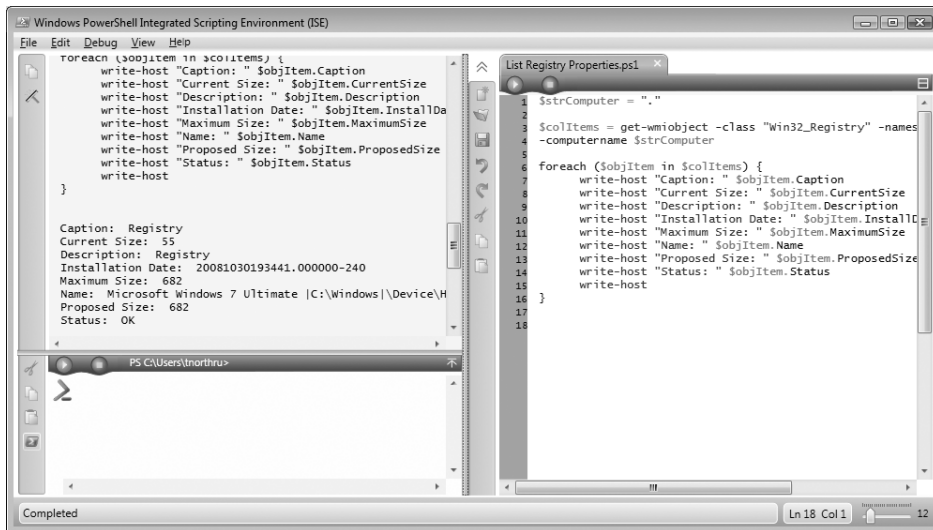 Windows PowerShell Integrated Scripting Environment (ISE)
File Edit Debug View Help
foreach ($objItem in $colItems) {
write-host "Caption: " $objItem.Caption
write-host "Current Size: " $objItem.CurrentSize
write-host "Description: " $objItem.Description
write-host "Installation Date: " $objItem.InstallDa
write-host "Maximum Size: " $objItem.MaximumSize
write-host "Name: " $objItem.Name
write-host "Proposed Size: " $objItem.ProposedSize
write-host "Status: " $objItem.Status
write-host
}
Caption:  Registry
Current Size:  55
Description:  Registry
Installation Date:  20081030193441.000000-240
Maximum Size:  682
Name:  Microsoft Windows 7 Ultimate |C:\Windows|\Device\H
Proposed Size:  682
Status:  OK
PS C:\Users\tnorthru>
List Registry Properties.ps1
1 $strComputer = "."
2
3 $colItems = get-wmiobject -class "Win32_Registry" -names
4 -computername $strComputer
5
6 foreach ($objItem in $colItems) {
7 write-host "Caption: " $objItem.Caption
8 write-host "Current Size: " $objItem.CurrentSize
9 write-host "Description: " $objItem.Description
10 write-host "Installation Date: " $objItem.Install
11 write-host "Maximum Size: " $objItem.MaximumSize
12 write-host "Name: " $objItem.Name
13 write-host "Proposed Size: " $objItem.ProposedSize
14 write-host "Status: " $objItem.Status
15 write-host
16 }
17
18
Completed
Ln 18 Col 1
12